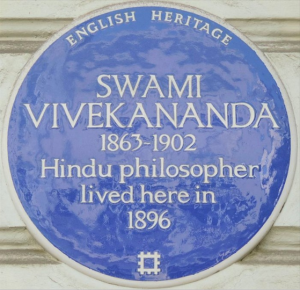 ENGLISH HERITAGE
SWAMI
VIVEKANANDA
1863-1902
Hindu philosopher
lived here in
1896